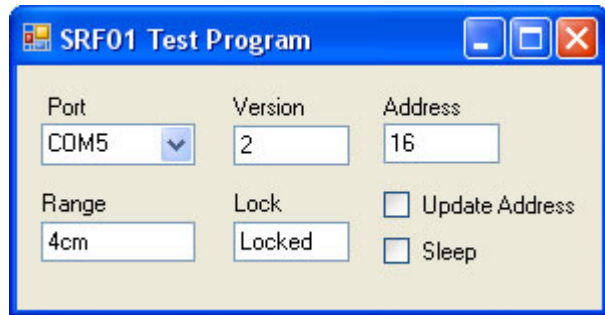 SRF01 Test Program
Port Version Address
COM5 2 16
Range Lock Update Address
4cm Locked Sleep